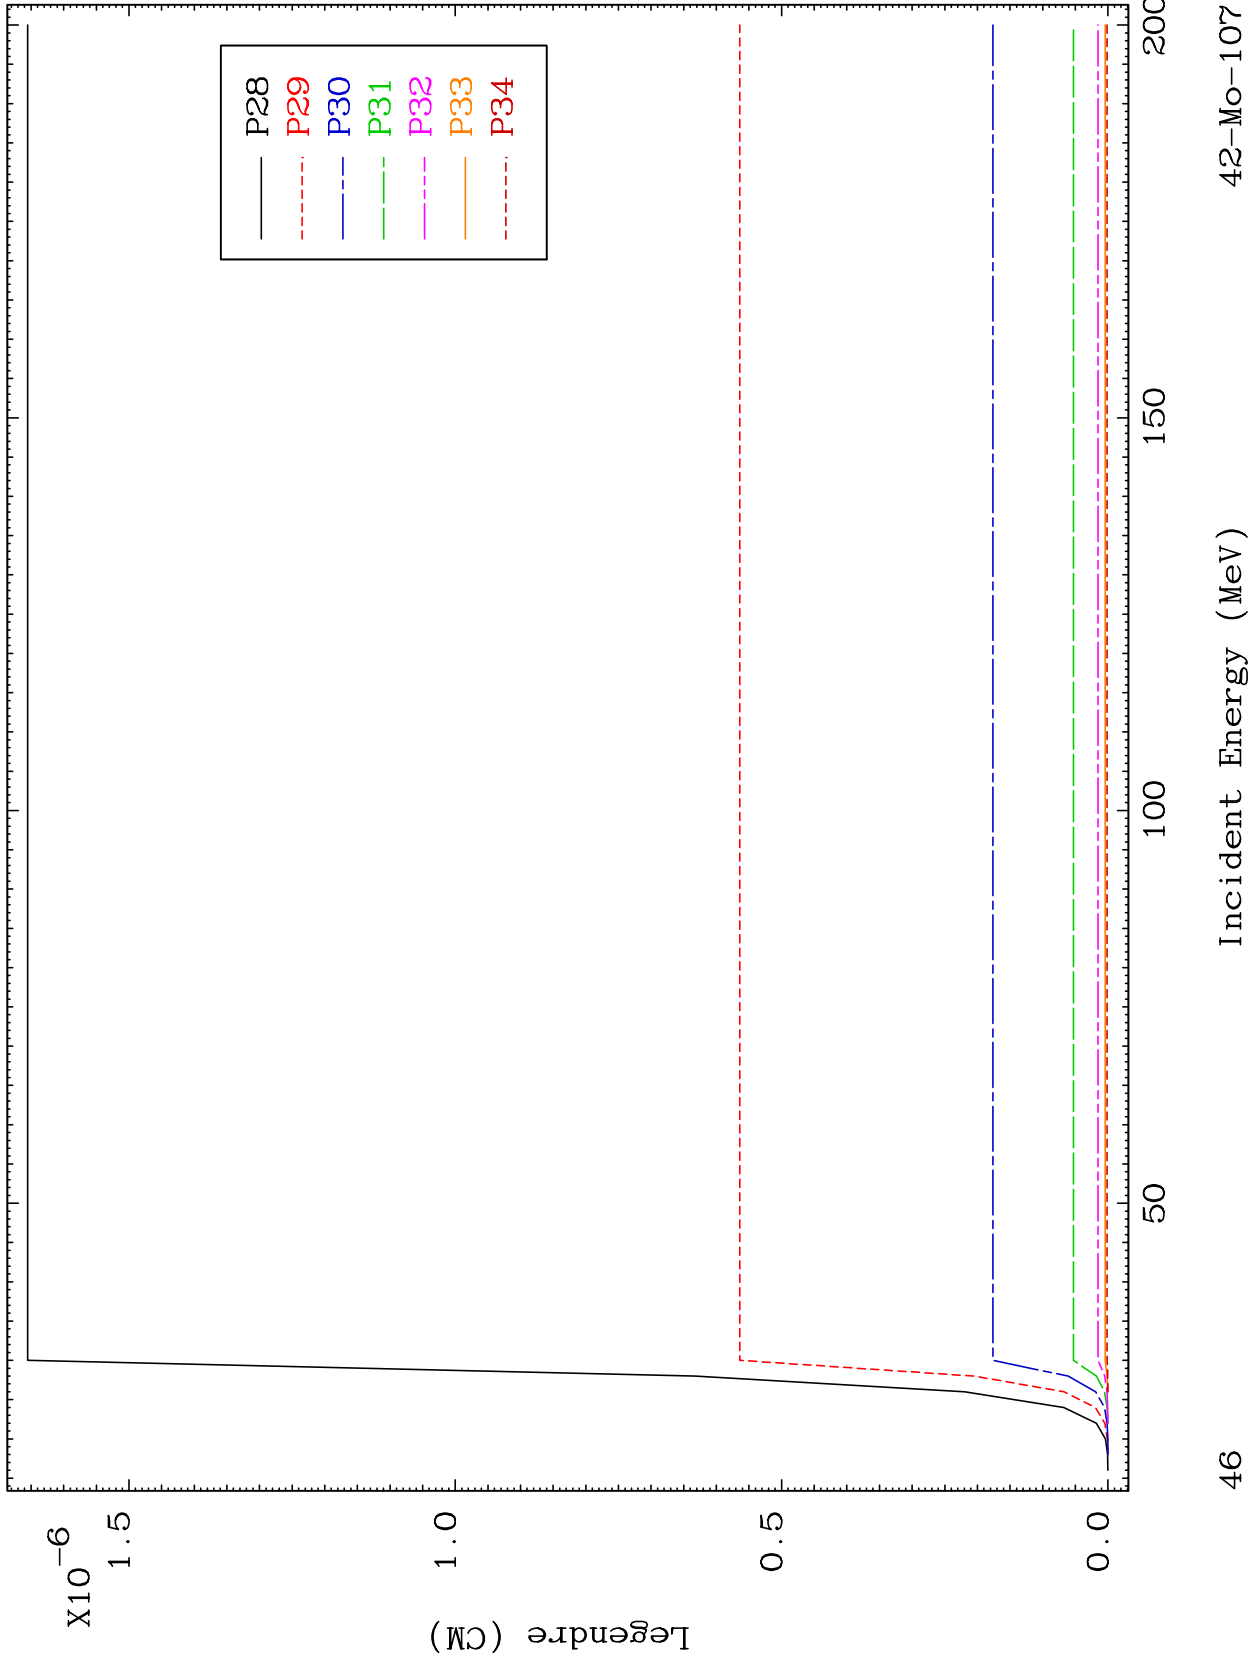 X10-6
1.5
1.0
0.5
0.0
Legendre (CM)
P28
P29
P30
P31
P32
P33
P34
50
100
150
200
Incident Energy (MeV)
46
42-Mo-107